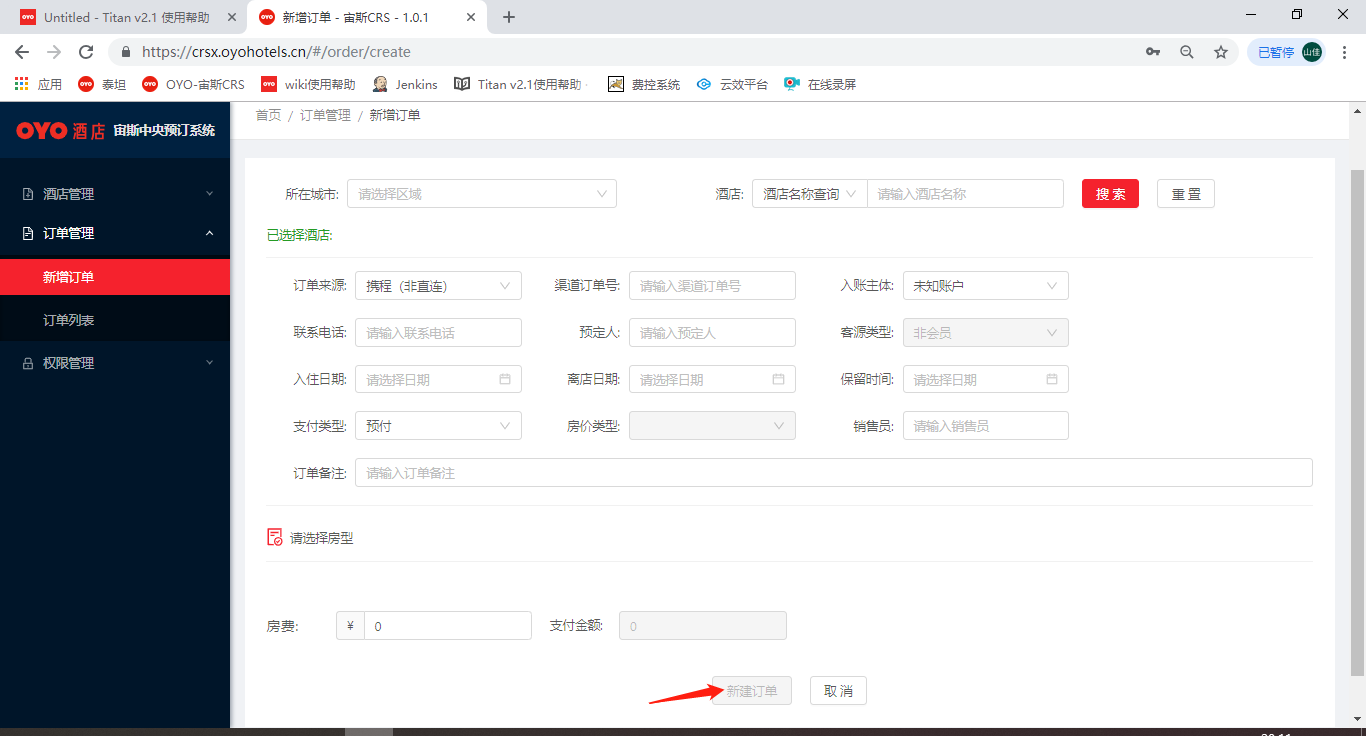 OYO Untitled - Titan v2.1 使用帮助
OYO 新增订单 - 宙斯CRS - 1.0.1
https://crsx.oyohotels.cn/#/order/create
已暂停 山佳
应用 OYO 泰坦 OYO OYO-宙斯CRS OYO wiki使用帮助 Jenkins Titan v2.1使用帮助 费控系统 云效平台 在线录屏
OYO 酒店 宙斯中央预订系统
首页 / 订单管理 / 新增订单
酒店管理
订单管理
新增订单
订单列表
权限管理
所在城市: 请选择区域 酒店: 酒店名称查询 请输入酒店名称 搜 索 重 置
已选择酒店:
订单来源: 携程（非直连） 渠道订单号: 请输入渠道订单号 入账主体: 未知账户
联系电话: 请输入联系电话 预定人: 请输入预定人 客源类型: 非会员
入住日期: 请选择日期 离店日期: 请选择日期 保留时间: 请选择日期
支付类型: 预付 房价类型: 销售员: 请输入销售员
订单备注: 请输入订单备注
请选择房型
房费: ¥ 0 支付金额: 0
新建订单 取 消